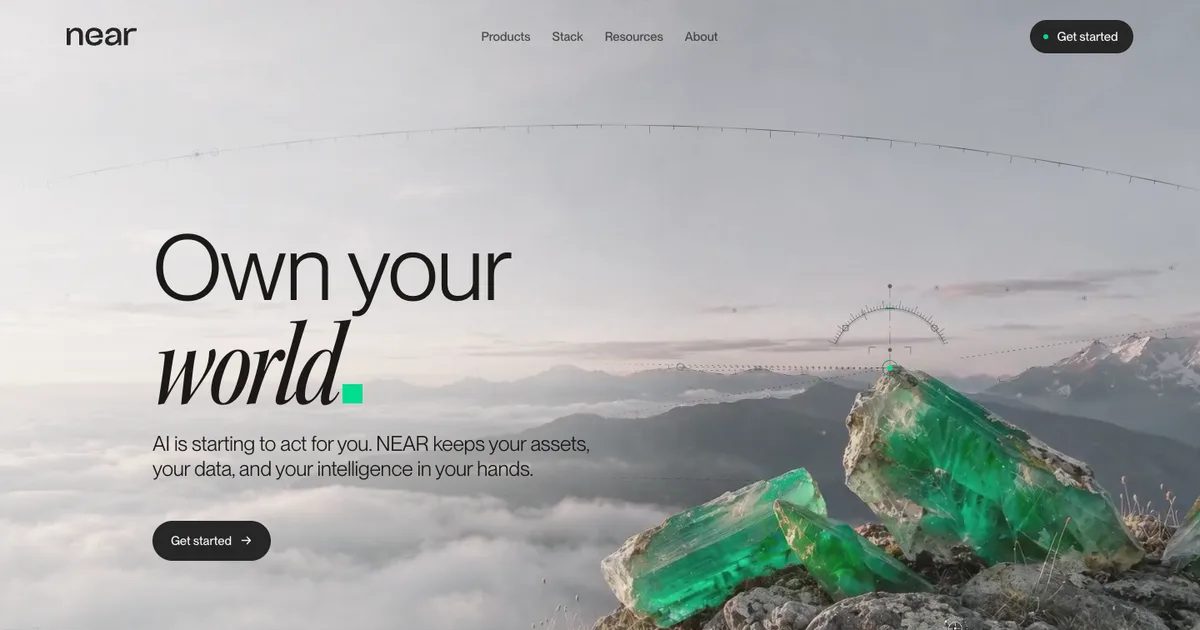 near
Products
Stack
Resources
About
Get started
Own your
world.
AI is starting to act for you. NEAR keeps your assets,
your data, and your intelligence in your hands.
Get started →